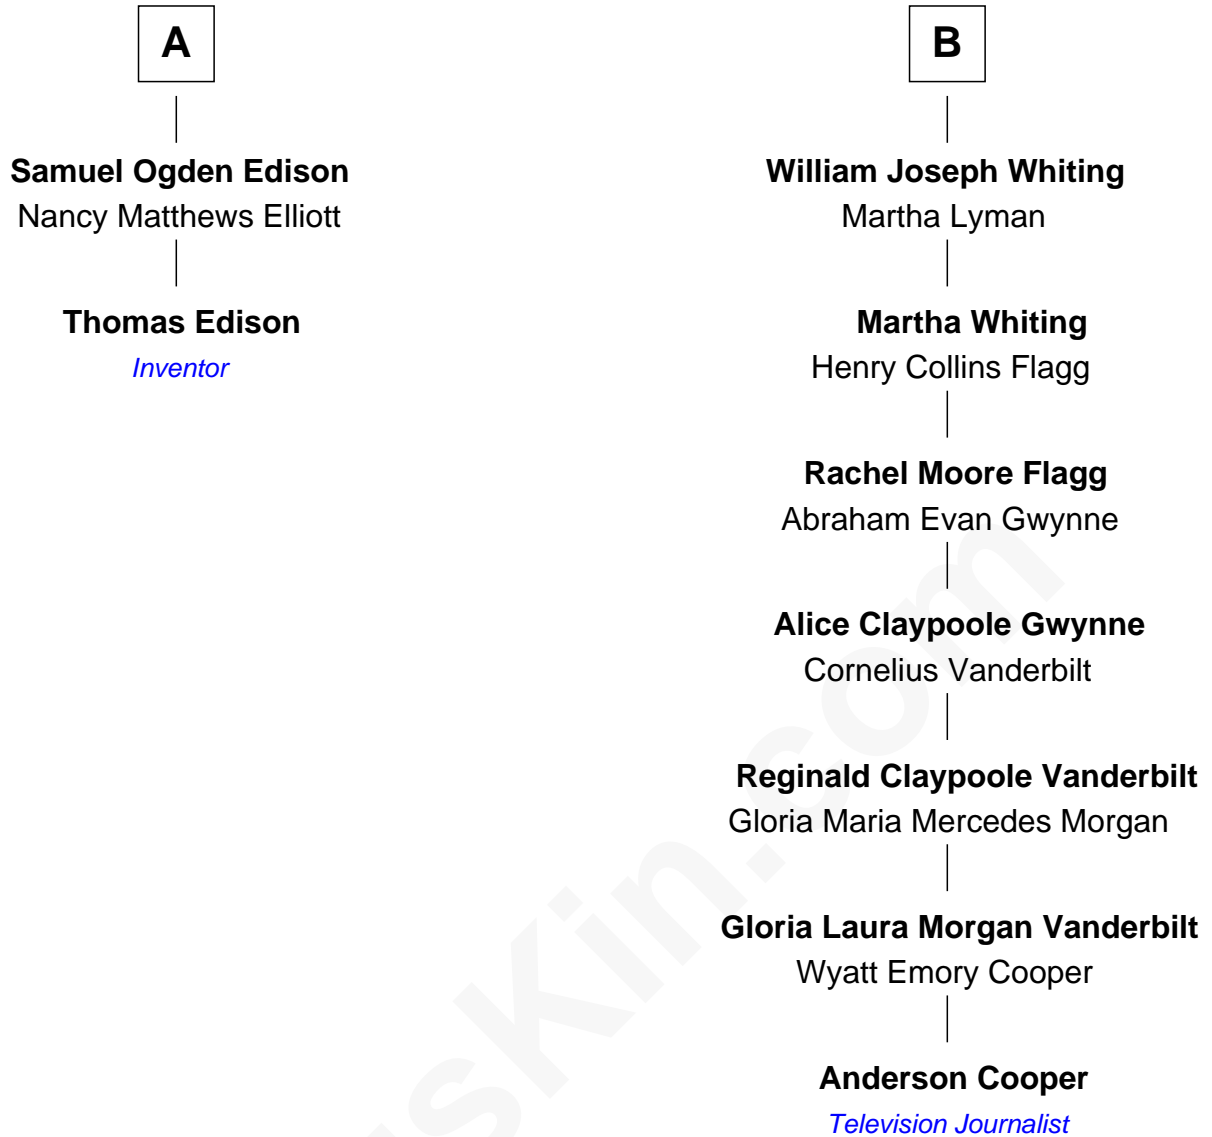 A
Samuel Ogden Edison
Nancy Matthews Elliott
Thomas Edison
Inventor
B
William Joseph Whiting
Martha Lyman
Martha Whiting
Henry Collins Flagg
Rachel Moore Flagg
Abraham Evan Gwynne
Alice Claypoole Gwynne
Cornelius Vanderbilt
Reginald Claypoole Vanderbilt
Gloria Maria Mercedes Morgan
Gloria Laura Morgan Vanderbilt
Wyatt Emory Cooper
Anderson Cooper
Television Journalist